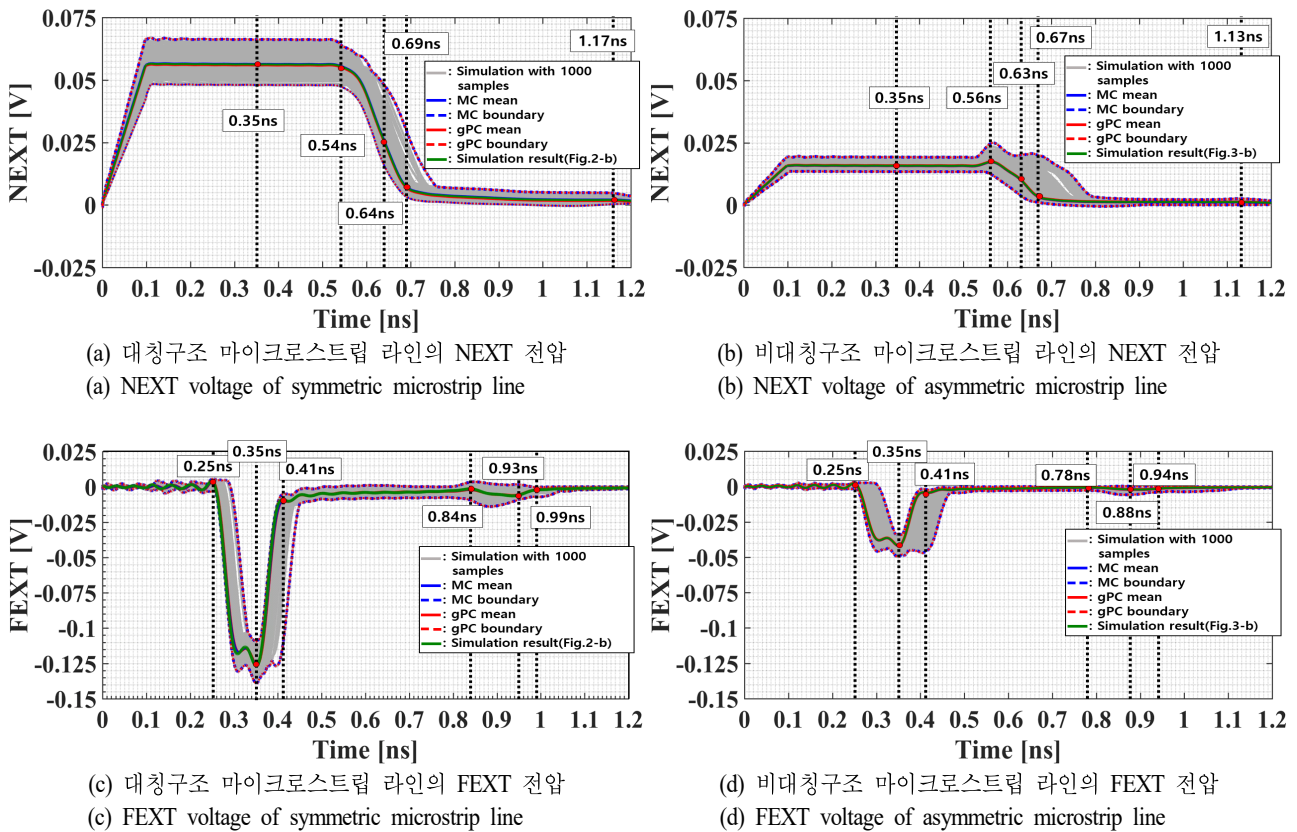 0.075
0.05
0.025
0
-0.025
NEXT [V]
0 0.1 0.2 0.3 0.4 0.5 0.6 0.7 0.8 0.9 1 1.1 1.2
Time [ns]
0.35ns
0.54ns
0.64ns
0.69ns
1.17ns
: Simulation with 1000
samples
: MC mean
: MC boundary
: gPC mean
: gPC boundary
: Simulation result(Fig.2-b)
(a) 대칭구조 마이크로스트립 라인의 NEXT 전압
(a) NEXT voltage of symmetric microstrip line
0.075
0.05
0.025
0
-0.025
NEXT [V]
0 0.1 0.2 0.3 0.4 0.5 0.6 0.7 0.8 0.9 1 1.1 1.2
Time [ns]
0.35ns
0.56ns
0.63ns
0.67ns
1.13ns
: Simulation with 1000
samples
: MC mean
: MC boundary
: gPC mean
: gPC boundary
: Simulation result(Fig.3-b)
(b) 비대칭구조 마이크로스트립 라인의 NEXT 전압
(b) NEXT voltage of asymmetric microstrip line
0.025
0
-0.025
-0.05
-0.075
-0.1
-0.125
-0.15
FEXT [V]
0 0.1 0.2 0.3 0.4 0.5 0.6 0.7 0.8 0.9 1 1.1 1.2
Time [ns]
0.25ns
0.35ns
0.41ns
0.84ns
0.93ns
0.99ns
: Simulation with 1000
samples
: MC mean
: MC boundary
: gPC mean
: gPC boundary
: Simulation result(Fig.2-b)
(c) 대칭구조 마이크로스트립 라인의 FEXT 전압
(c) FEXT voltage of symmetric microstrip line
0.025
0
-0.025
-0.05
-0.075
-0.1
-0.125
-0.15
FEXT [V]
0 0.1 0.2 0.3 0.4 0.5 0.6 0.7 0.8 0.9 1 1.1 1.2
Time [ns]
0.25ns
0.35ns
0.41ns
0.78ns
0.88ns
0.94ns
: Simulation with 1000
samples
: MC mean
: MC boundary
: gPC mean
: gPC boundary
: Simulation result(Fig.3-b)
(d) 비대칭구조 마이크로스트립 라인의 FEXT 전압
(d) FEXT voltage of asymmetric microstrip line